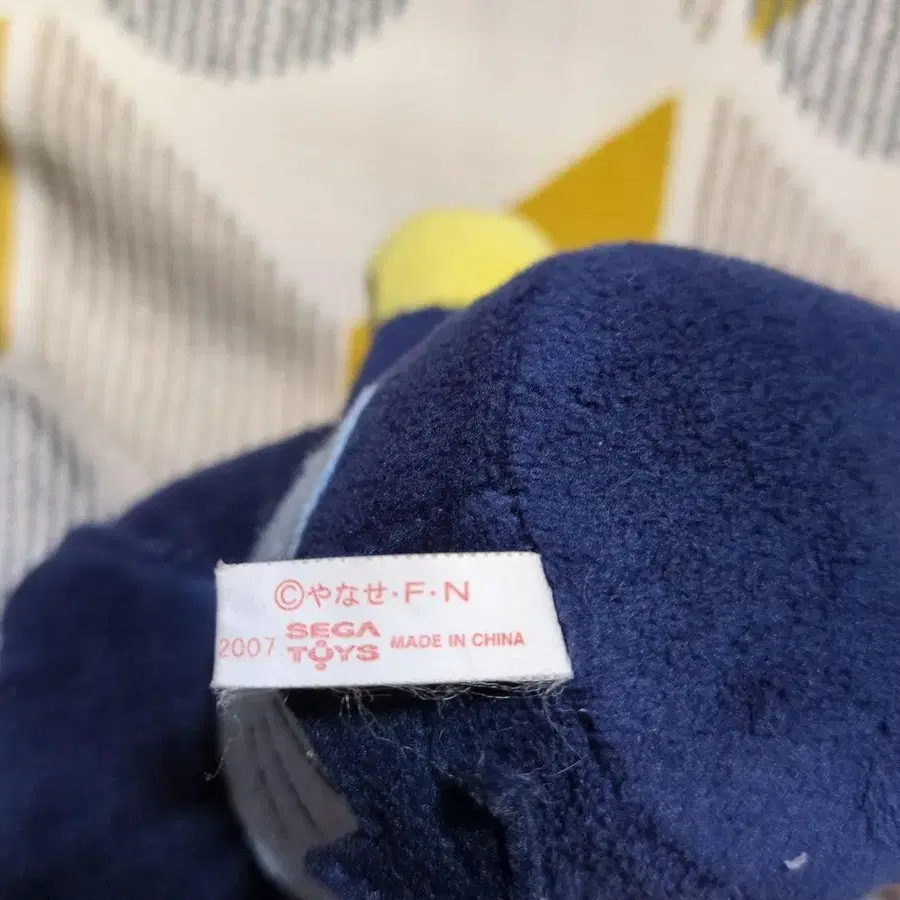 ©やなせ・F・N
2007 SEGA TOYS MADE IN CHINA